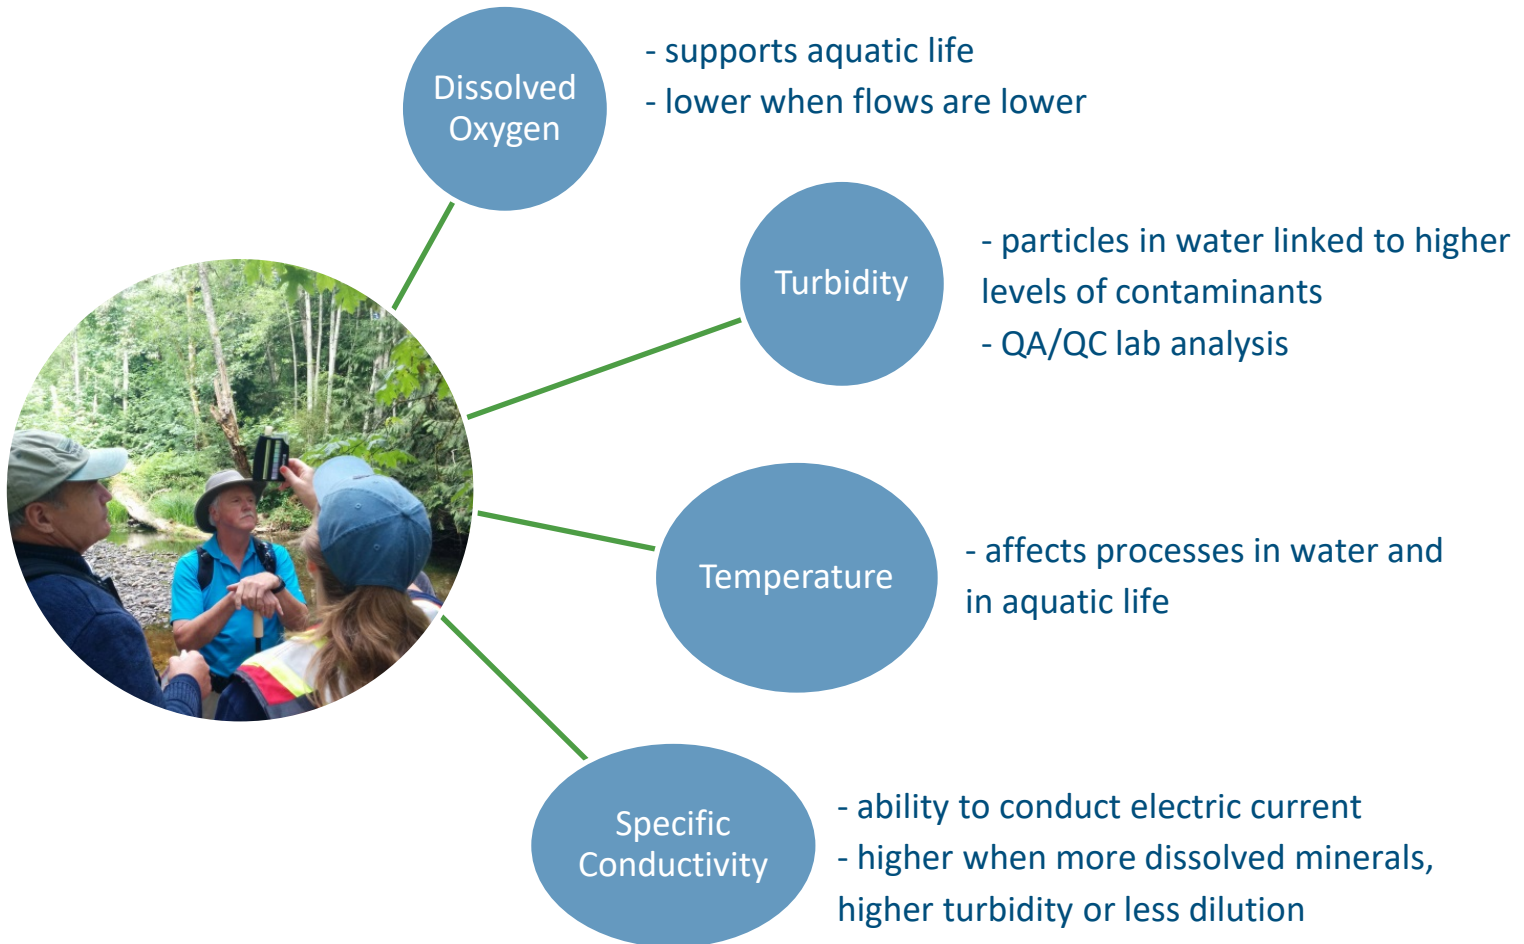 Dissolved
Oxygen
- supports aquatic life
- lower when flows are lower
Turbidity
- particles in water linked to higher
levels of contaminants
- QA/QC lab analysis
Temperature
- affects processes in water and
in aquatic life
Specific
Conductivity
- ability to conduct electric current
- higher when more dissolved minerals,
higher turbidity or less dilution